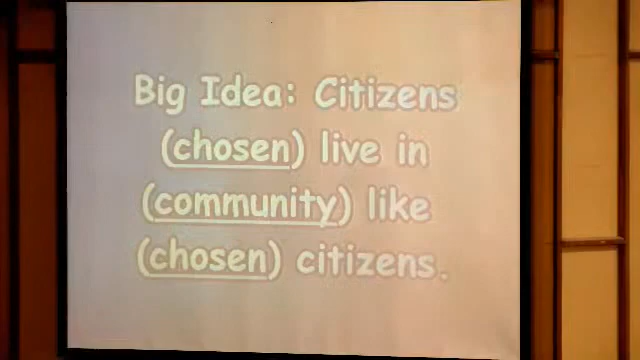 Big Idea: Citizens
(chosen) live in
(community) like
(chosen) citizens.